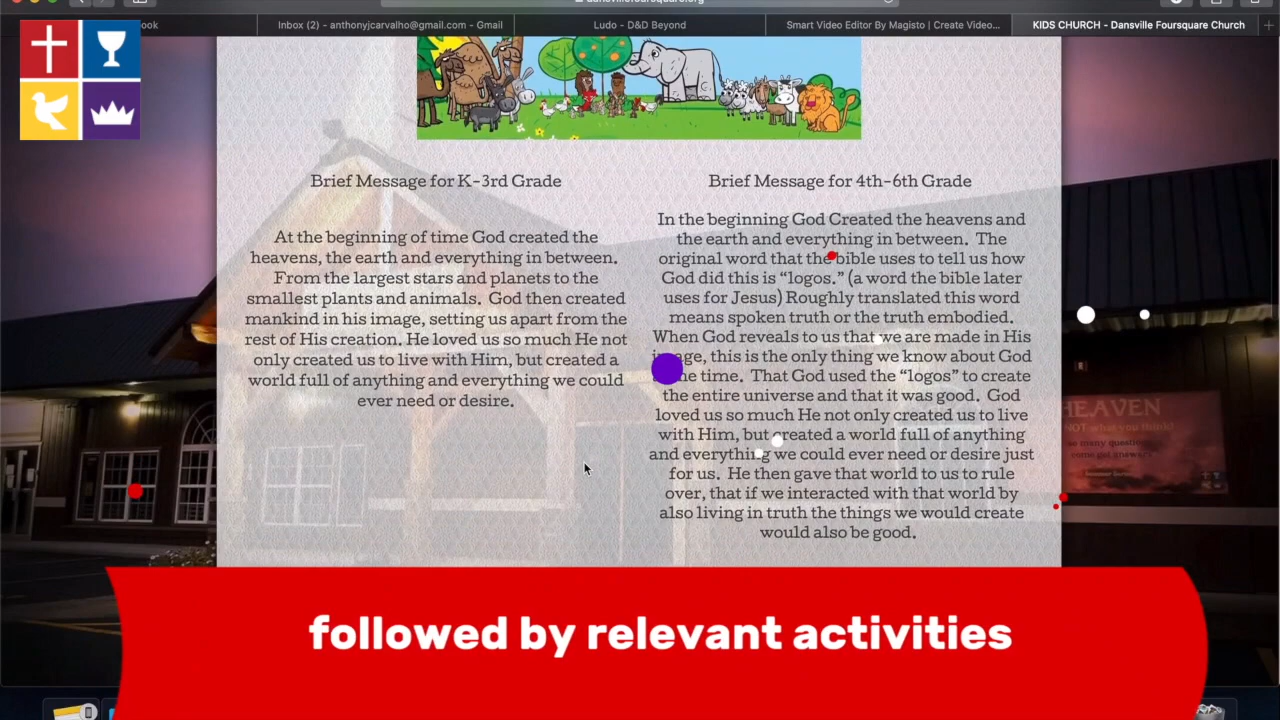 dansvillefoursquare.org
ook
Inbox (2) - anthonyjcarvalho@gmail.com - Gmail
Ludo - D&D Beyond
Smart Video Editor By Magisto | Create Video...
KIDS CHURCH - Dansville Foursquare Church
Brief Message for K-3rd Grade
At the beginning of time God created the
heavens, the earth and everything in between.
From the largest stars and planets to the
smallest plants and animals. God then created
mankind in his image, setting us apart from the
rest of His creation. He loved us so much He not
only created us to live with Him, but created a
world full of anything and everything we could
ever need or desire.
Brief Message for 4th-6th Grade
In the beginning God Created the heavens and
the earth and everything in between. The
original word that the bible uses to tell us how
God did this is “logos.” (a word the bible later
uses for Jesus) Roughly translated this word
means spoken truth or the truth embodied.
When God reveals to us that we are made in His
image, this is the only thing we know about God
time. That God used the “logos” to create
the entire universe and that it was good. God
loved us so much He not only created us to live
with Him, but created a world full of anything
and everything we could ever need or desire just
for us. He then gave that world to us to rule
over, that if we interacted with that world by
also living in truth the things we would create
would also be good.
HEAVEN
NOT what you think!
so many questions
come get answers
followed by relevant activities